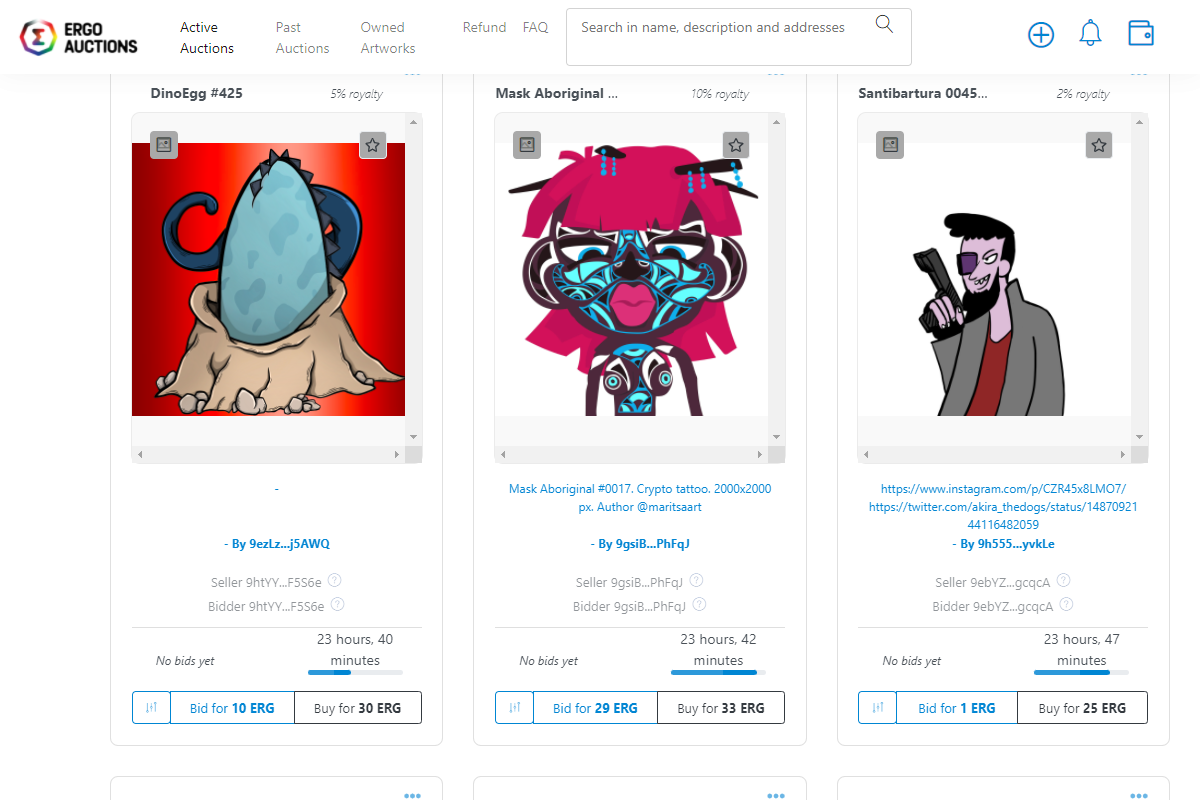 ERGO
AUCTIONS
Active
Auctions
Past
Auctions
Owned
Artworks
Refund
FAQ
Search in name, description and addresses
DinoEgg #425
5% royalty
-
- By 9ezLz...j5AWQ
Seller 9htYY...F5S6e
Bidder 9htYY...F5S6e
No bids yet
23 hours, 40
minutes
Bid for 10 ERG
Buy for 30 ERG
Mask Aboriginal ...
10% royalty
Mask Aboriginal #0017. Crypto tattoo. 2000x2000
px. Author @maritsaart
- By 9gsiB...PhFqJ
Seller 9gsiB...PhFqJ
Bidder 9gsiB...PhFqJ
No bids yet
23 hours, 42
minutes
Bid for 29 ERG
Buy for 33 ERG
Santibartura 0045...
2% royalty
https://www.instagram.com/p/CZR45x8LMO7/
https://twitter.com/akira_thedogs/status/14870921
44116482059
- By 9h555...yvkLe
Seller 9ebYZ...gcqcA
Bidder 9ebYZ...gcqcA
No bids yet
23 hours, 47
minutes
Bid for 1 ERG
Buy for 25 ERG